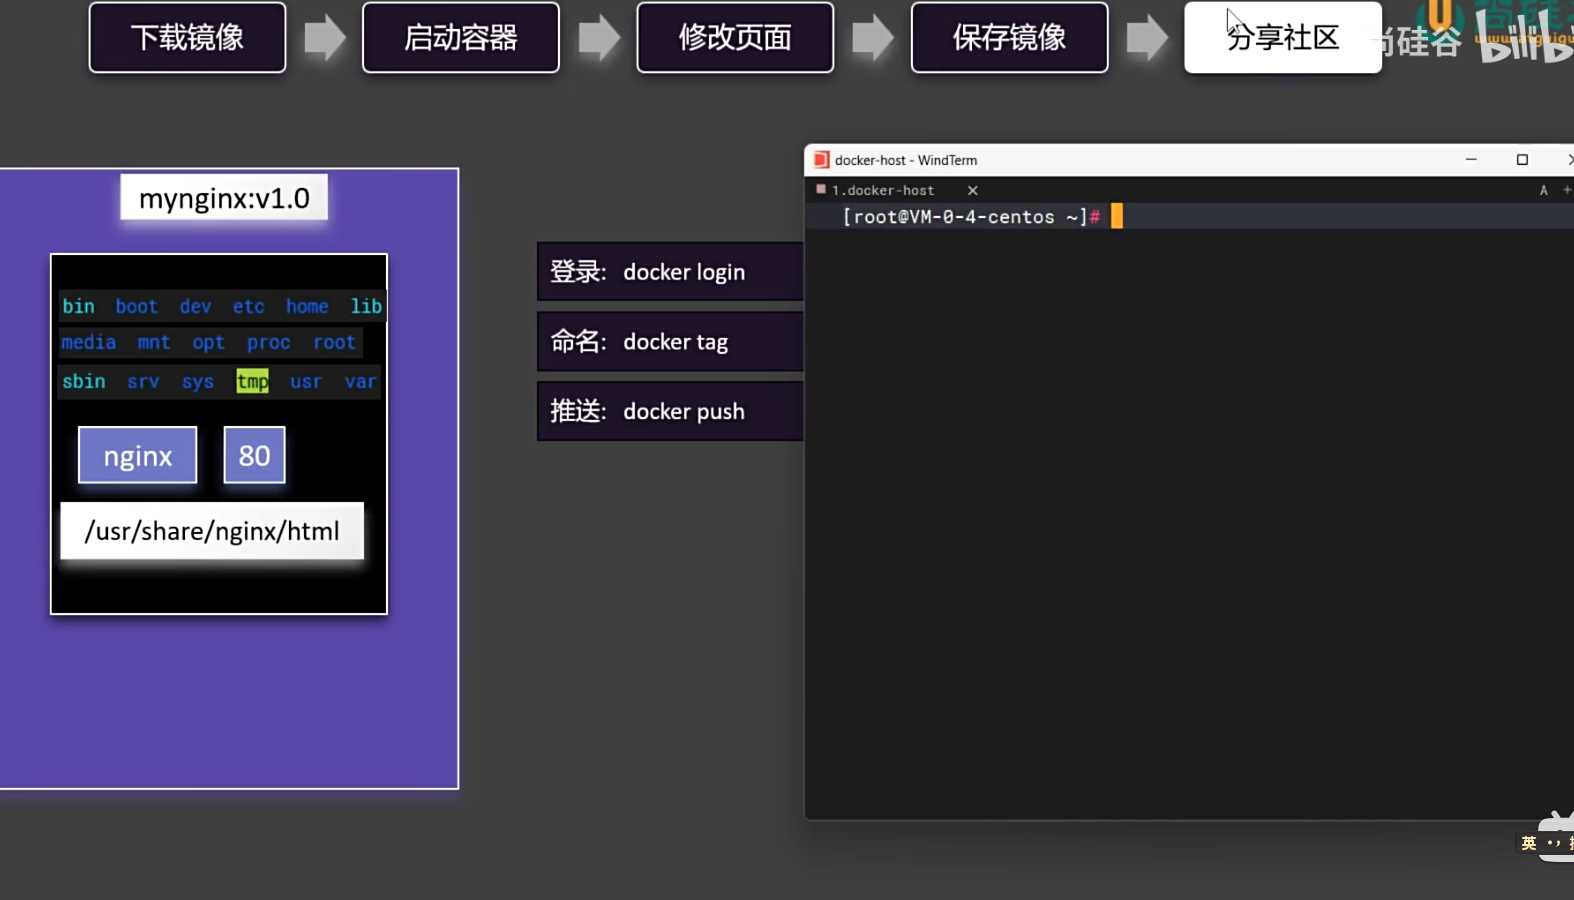 下载镜像
启动容器
修改页面
保存镜像
分享社区
尚硅谷
bilibili
mynginx:v1.0
bin boot dev etc home lib
media mnt opt proc root
sbin srv sys tmp usr var
nginx
80
/usr/share/nginx/html
登录: docker login
命名: docker tag
推送: docker push
docker-host - WindTerm
1.docker-host
A
[root@VM-0-4-centos ~]#
英